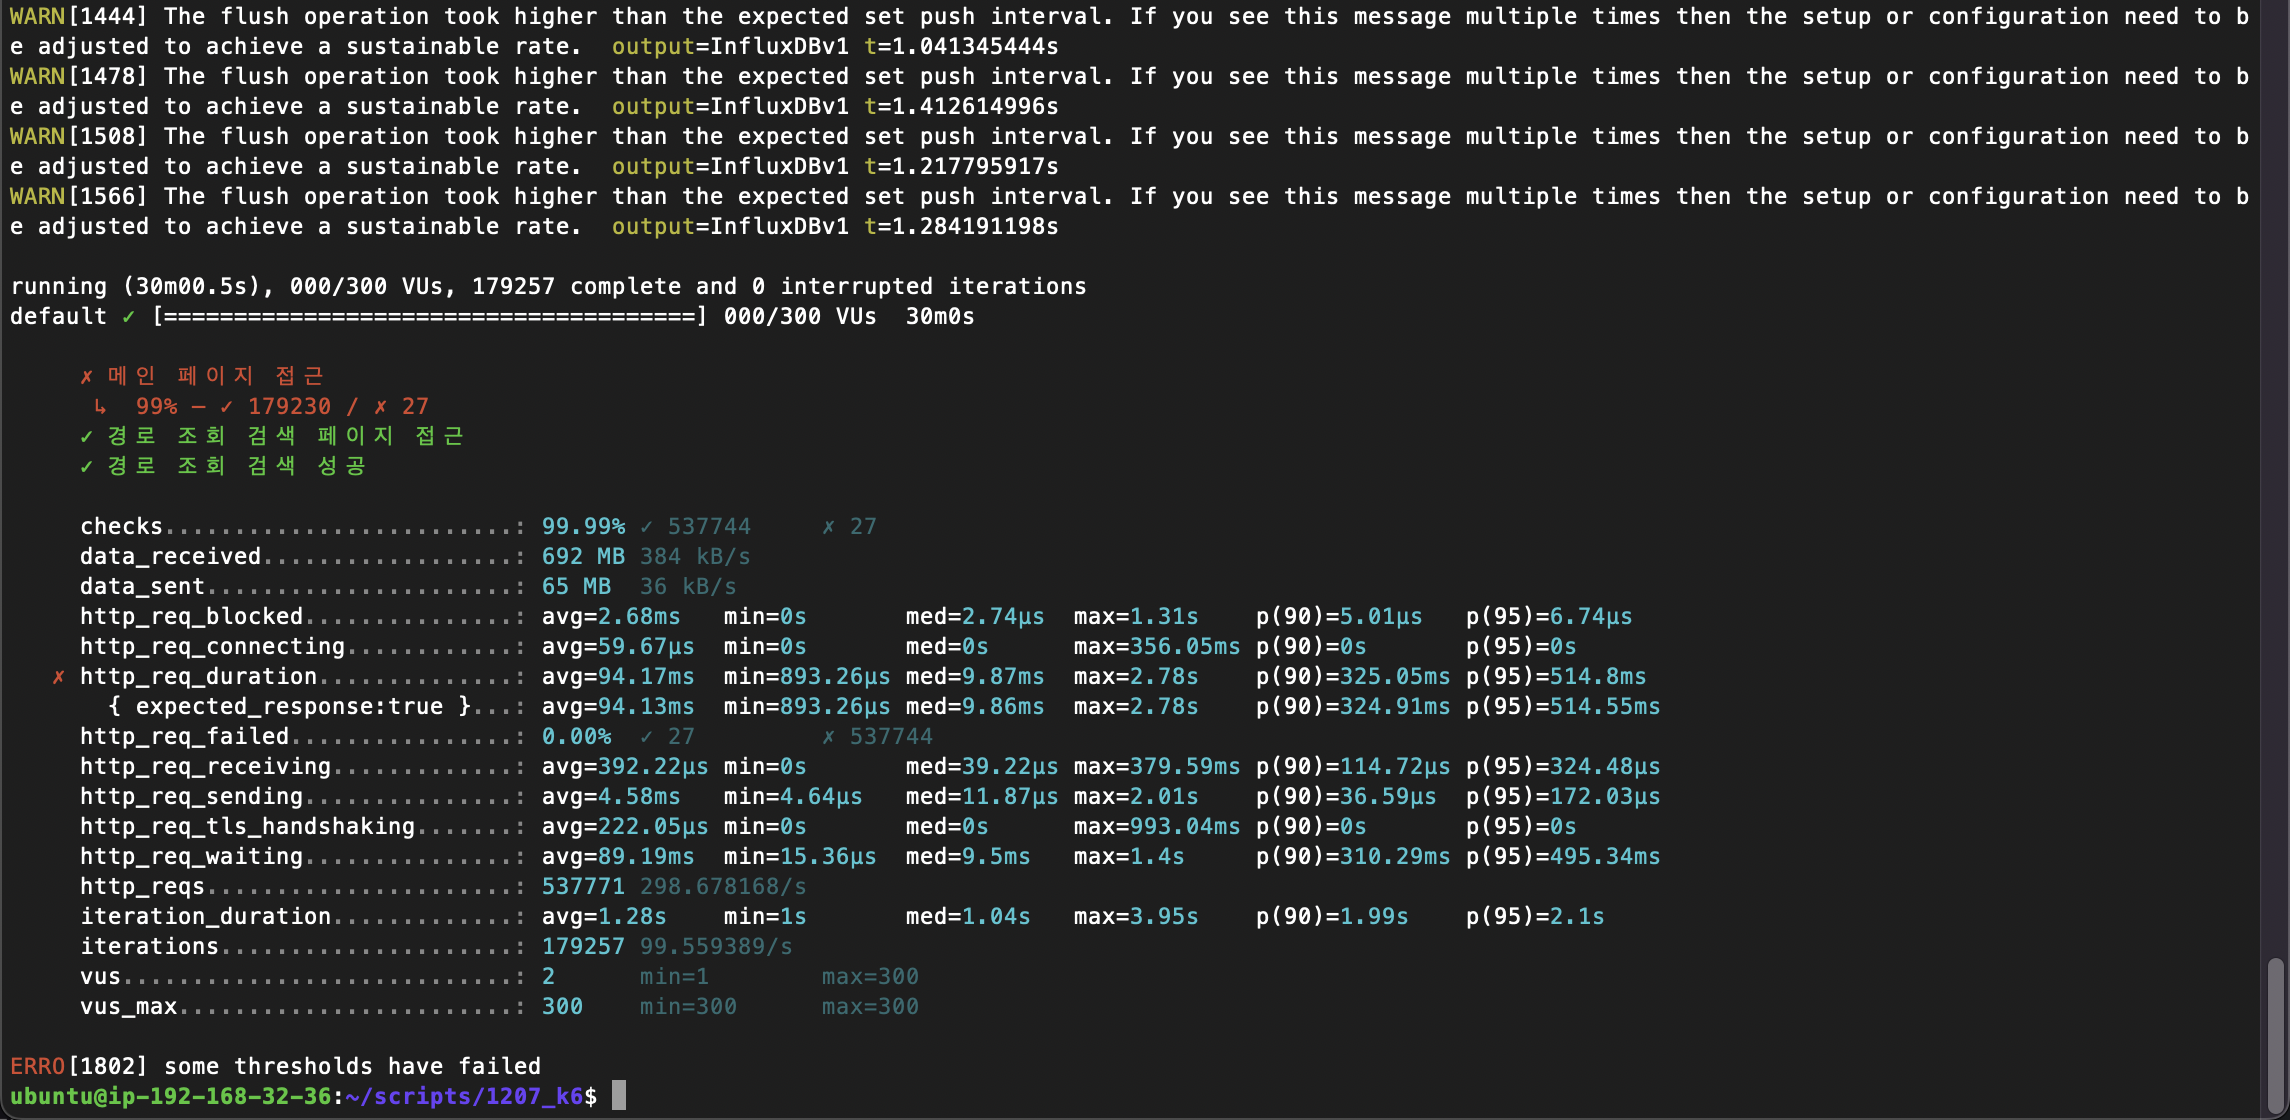 WARN[1444] The flush operation took higher than the expected set push interval. If you see this message multiple times then the setup or configuration need to b
e adjusted to achieve a sustainable rate.  output=InfluxDBv1 t=1.041345444s
WARN[1478] The flush operation took higher than the expected set push interval. If you see this message multiple times then the setup or configuration need to b
e adjusted to achieve a sustainable rate.  output=InfluxDBv1 t=1.412614996s
WARN[1508] The flush operation took higher than the expected set push interval. If you see this message multiple times then the setup or configuration need to b
e adjusted to achieve a sustainable rate.  output=InfluxDBv1 t=1.217795917s
WARN[1566] The flush operation took higher than the expected set push interval. If you see this message multiple times then the setup or configuration need to b
e adjusted to achieve a sustainable rate.  output=InfluxDBv1 t=1.284191198s
running (30m00.5s), 000/300 VUs, 179257 complete and 0 interrupted iterations
default ✓ [======================================] 000/300 VUs  30m0s
✗ 메인 페이지 접근
↳  99% — ✓ 179230 / ✗ 27
✓ 경로 조회 검색 페이지 접근
✓ 경로 조회 검색 성공
checks.........................: 99.99% ✓ 537744     ✗ 27
data_received..................: 692 MB 384 kB/s
data_sent......................: 65 MB  36 kB/s
http_req_blocked...............: avg=2.68ms   min=0s       med=2.74µs  max=1.31s    p(90)=5.01µs   p(95)=6.74µs
http_req_connecting............: avg=59.67µs  min=0s       med=0s      max=356.05ms p(90)=0s       p(95)=0s
✗ http_req_duration..............: avg=94.17ms  min=893.26µs med=9.87ms  max=2.78s    p(90)=325.05ms p(95)=514.8ms
{ expected_response:true }...: avg=94.13ms  min=893.26µs med=9.86ms  max=2.78s    p(90)=324.91ms p(95)=514.55ms
http_req_failed................: 0.00%  ✓ 27         ✗ 537744
http_req_receiving.............: avg=392.22µs min=0s       med=39.22µs max=379.59ms p(90)=114.72µs p(95)=324.48µs
http_req_sending...............: avg=4.58ms   min=4.64µs   med=11.87µs max=2.01s    p(90)=36.59µs  p(95)=172.03µs
http_req_tls_handshaking.......: avg=222.05µs min=0s       med=0s      max=993.04ms p(90)=0s       p(95)=0s
http_req_waiting...............: avg=89.19ms  min=15.36µs  med=9.5ms   max=1.4s     p(90)=310.29ms p(95)=495.34ms
http_reqs......................: 537771 298.678168/s
iteration_duration.............: avg=1.28s    min=1s       med=1.04s   max=3.95s    p(90)=1.99s    p(95)=2.1s
iterations.....................: 179257 99.559389/s
vus............................: 2      min=1        max=300
vus_max........................: 300    min=300      max=300
ERRO[1802] some thresholds have failed
ubuntu@ip-192-168-32-36:~/scripts/1207_k6$